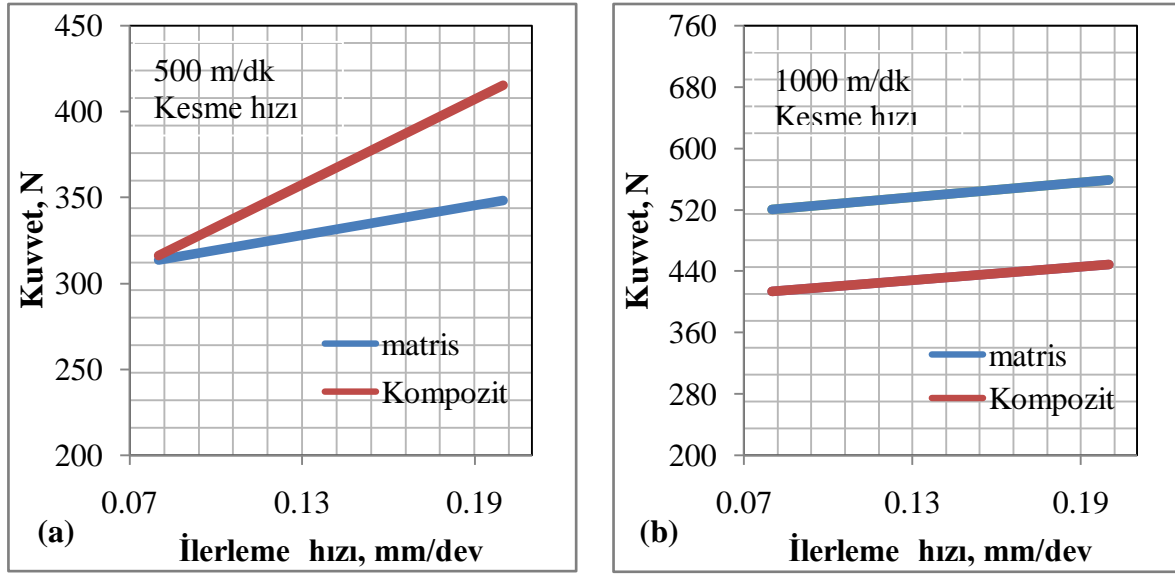 450
400
350
300
250
200
Kuvvet, N
500 m/dk
Kesme hızı
matris
Kompozit
0.07 0.13 0.19
(a)
İlerleme hızı, mm/dev
760
680
600
520
440
360
280
200
Kuvvet, N
1000 m/dk
Kesme hızı
matris
Kompozit
0.07 0.13 0.19
(b)
İlerleme hızı, mm/dev